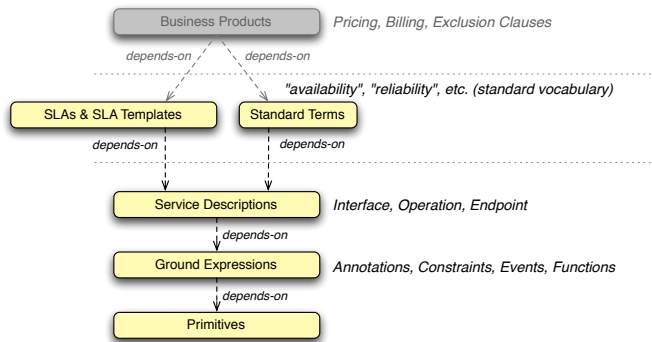 Business Products
Pricing, Billing, Exclusion Clauses
depends-on
depends-on
"availability", "reliability", etc. (standard vocabulary)
SLAs & SLA Templates
Standard Terms
depends-on
depends-on
Service Descriptions
Interface, Operation, Endpoint
depends-on
Ground Expressions
Annotations, Constraints, Events, Functions
depends-on
Primitives